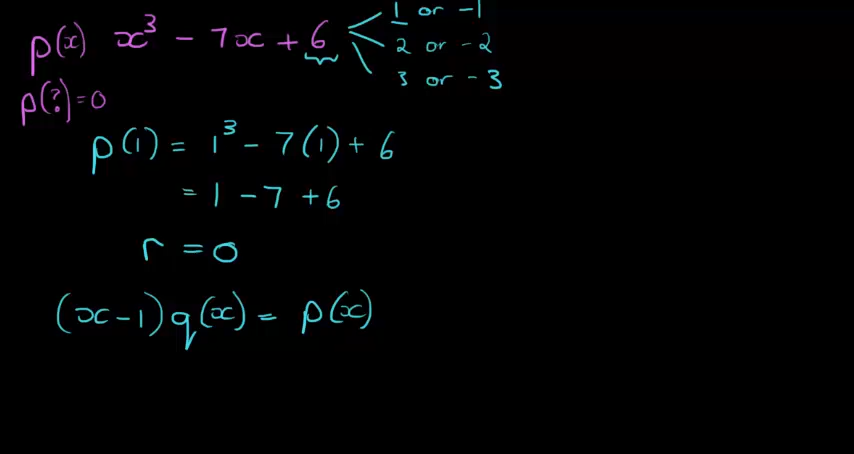 1 or -1
p(x) x³ - 7x + 6
2 or -2
3 or -3
p(?) = 0
p(1) = 1³ - 7(1) + 6
= 1 - 7 + 6
r = 0
(x-1) q(x) = p(x)